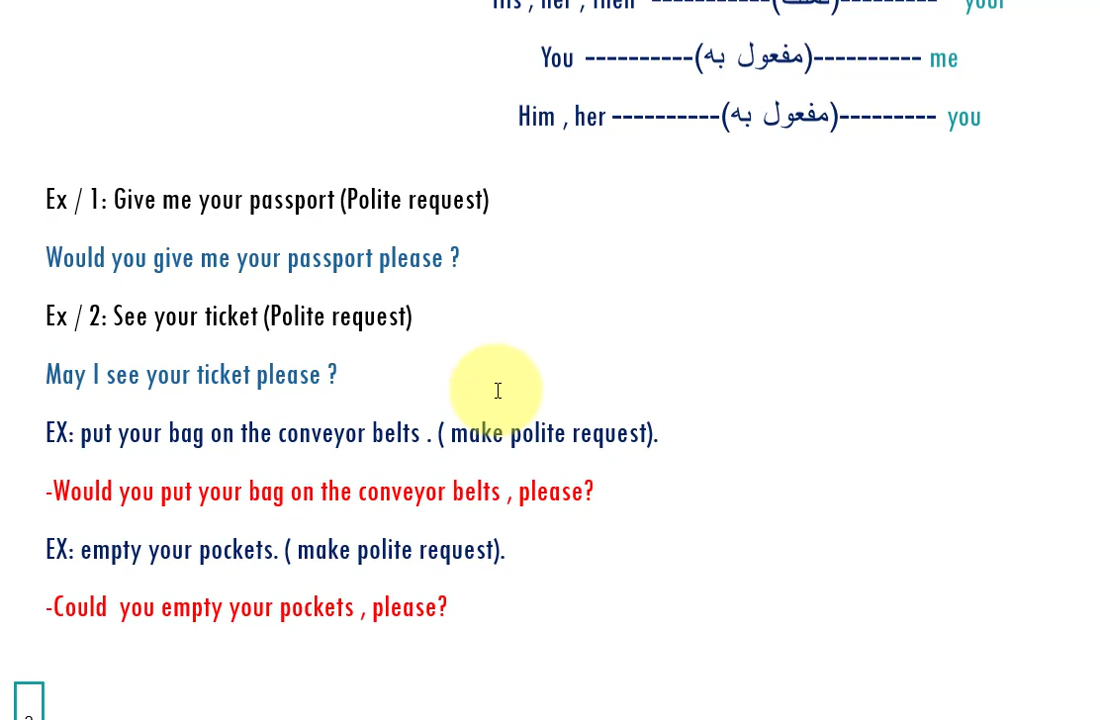 your
You ----------(مفعول به)---------- me
Him , her ----------(مفعول به)--------- you
Ex / 1: Give me your passport (Polite request)
Would you give me your passport please ?
Ex / 2: See your ticket (Polite request)
May I see your ticket please ?
EX: put your bag on the conveyor belts . ( make polite request).
-Would you put your bag on the conveyor belts , please?
EX: empty your pockets. ( make polite request).
-Could  you empty your pockets , please?